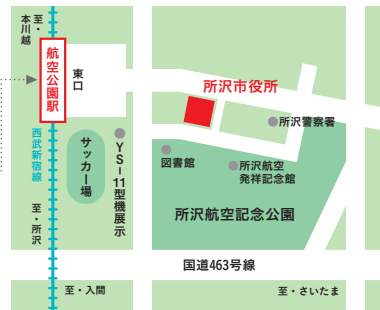 至・本川越
航空公園駅
東口
所沢市役所
所沢警察署
西武新宿線
サッカー場
YS-11型機展示
図書館
所沢航空
発祥記念館
所沢航空記念公園
至・所沢
国道463号線
至・入間
至・さいたま